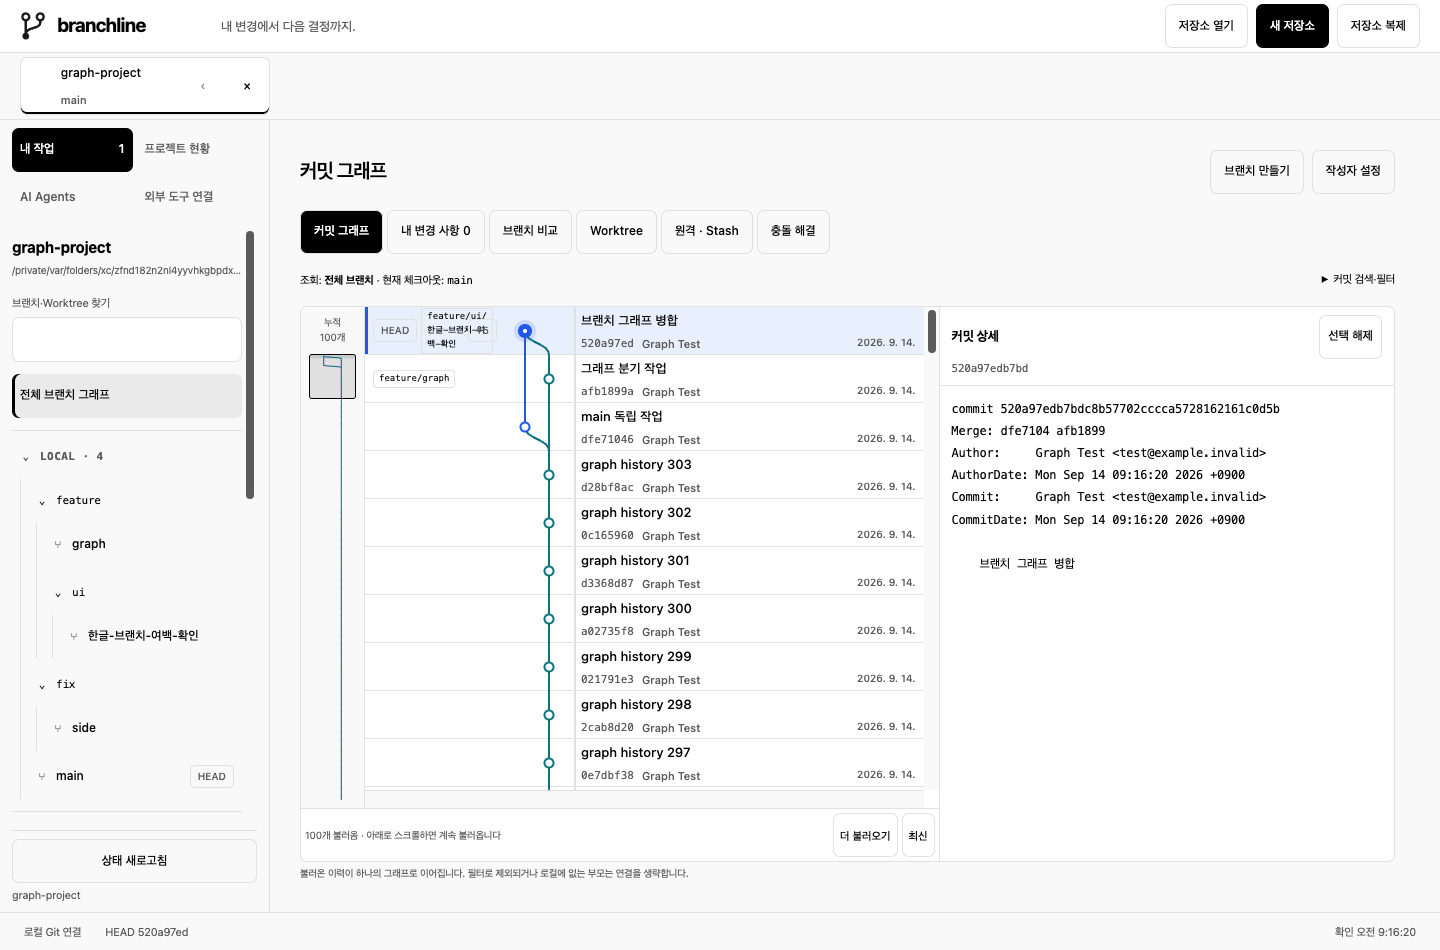 branchline
내 변경에서 다음 결정까지.
저장소 열기
새 저장소
저장소 복제
graph-project
main
내 작업 1
프로젝트 현황
AI Agents
외부 도구 연결
graph-project
/private/var/folders/xc/zfnd182n2nl4yyvhkgbpdx...
브랜치·Worktree 찾기
전체 브랜치 그래프
LOCAL · 4
feature
graph
ui
한글-브랜치-여백-확인
fix
side
main HEAD
상태 새로고침
graph-project
커밋 그래프
브랜치 만들기
작성자 설정
커밋 그래프
내 변경 사항 0
브랜치 비교
Worktree
원격 · Stash
충돌 해결
조회: 전체 브랜치 · 현재 체크아웃: main
▶ 커밋 검색·필터
누적
100개
HEAD
feature/ui/
한글-브랜치-여
백-확인
브랜치 그래프 병합
520a97ed Graph Test 2026. 9. 14.
feature/graph
그래프 분기 작업
afb1899a Graph Test 2026. 9. 14.
main 독립 작업
dfe71046 Graph Test 2026. 9. 14.
graph history 303
d28bf8ac Graph Test 2026. 9. 14.
graph history 302
0c165960 Graph Test 2026. 9. 14.
graph history 301
d3368d87 Graph Test 2026. 9. 14.
graph history 300
a02735f8 Graph Test 2026. 9. 14.
graph history 299
021791e3 Graph Test 2026. 9. 14.
graph history 298
2cab8d20 Graph Test 2026. 9. 14.
graph history 297
0e7dbf38 Graph Test 2026. 9. 14.
100개 불러옴 · 아래로 스크롤하면 계속 불러옵니다
더 불러오기
최신
커밋 상세
선택 해제
520a97edb7bd
commit 520a97edb7bdc8b57702cccca5728162161c0d5b
Merge: dfe7104 afb1899
Author: Graph Test <test@example.invalid>
AuthorDate: Mon Sep 14 09:16:20 2026 +0900
Commit: Graph Test <test@example.invalid>
CommitDate: Mon Sep 14 09:16:20 2026 +0900
브랜치 그래프 병합
불러온 이력이 하나의 그래프로 이어집니다. 필터로 제외되거나 로컬에 없는 부모는 연결을 생략합니다.
로컬 Git 연결
HEAD 520a97ed
확인 오전 9:16:20